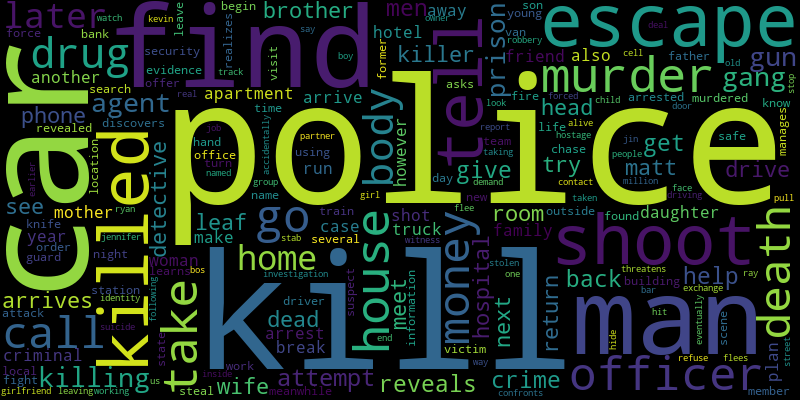 later
brother
men
away
hotel
watch
force
begin
bank
kevin
say
boy
killer
former
son
young
van
owner
robbery
deal
escape
find
drug
car
another
search
evidence
offer
security
realizes
visit
track
real
leave
tell
prison
friend
also
cell
father
old
gun
stop
fire
forced
child
door
murder
gang
murdered
know
phone
agent
apartment
arrive
asks
look
head
arrested
revealed
discovers
job
time
partner
body
however
police
hostage
alive
jin
safe
manages
location
killed
detective
hand
office
using
run
turn
named
accidentally
report
team
taking
life
chase
people
million
try
get
matt
drive
earlier
see
mother
ryan
group
name
day
give
demand
contact
taken
face
driving
pull
knife
year
jennifer
order
guard
night
go
leaf
make
stab
train
case
several
girl
shot
truck
flee
new
witness
room
family
outside
found
daughter
shoot
death
station
identity
woman
learns
bos
home
house
money
hospital
stolen
one
next
return
back
building
threatens
help
ray
exchange
bar
arrives
attack
call
criminal
suicide
following
take
state
kill
investigation
driver
dead
suspect
meet
information
man
hit
eventually
scene
plan
street
local
fight
killing
us
steal
inside
work
wife
arrest
break
meanwhile
attempt
end
reveals
victim
way
crime
confronts
officer
hide
refuse
flees
member
girlfriend
leaving
working